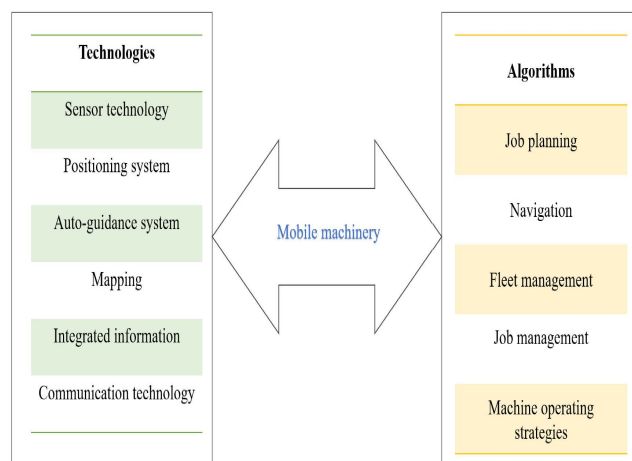 Technologies
Sensor technology
Positioning system
Auto-guidance system
Mapping
Integrated information
Communication technology
Mobile machinery
Algorithms
Job planning
Navigation
Fleet management
Job management
Machine operating
strategies